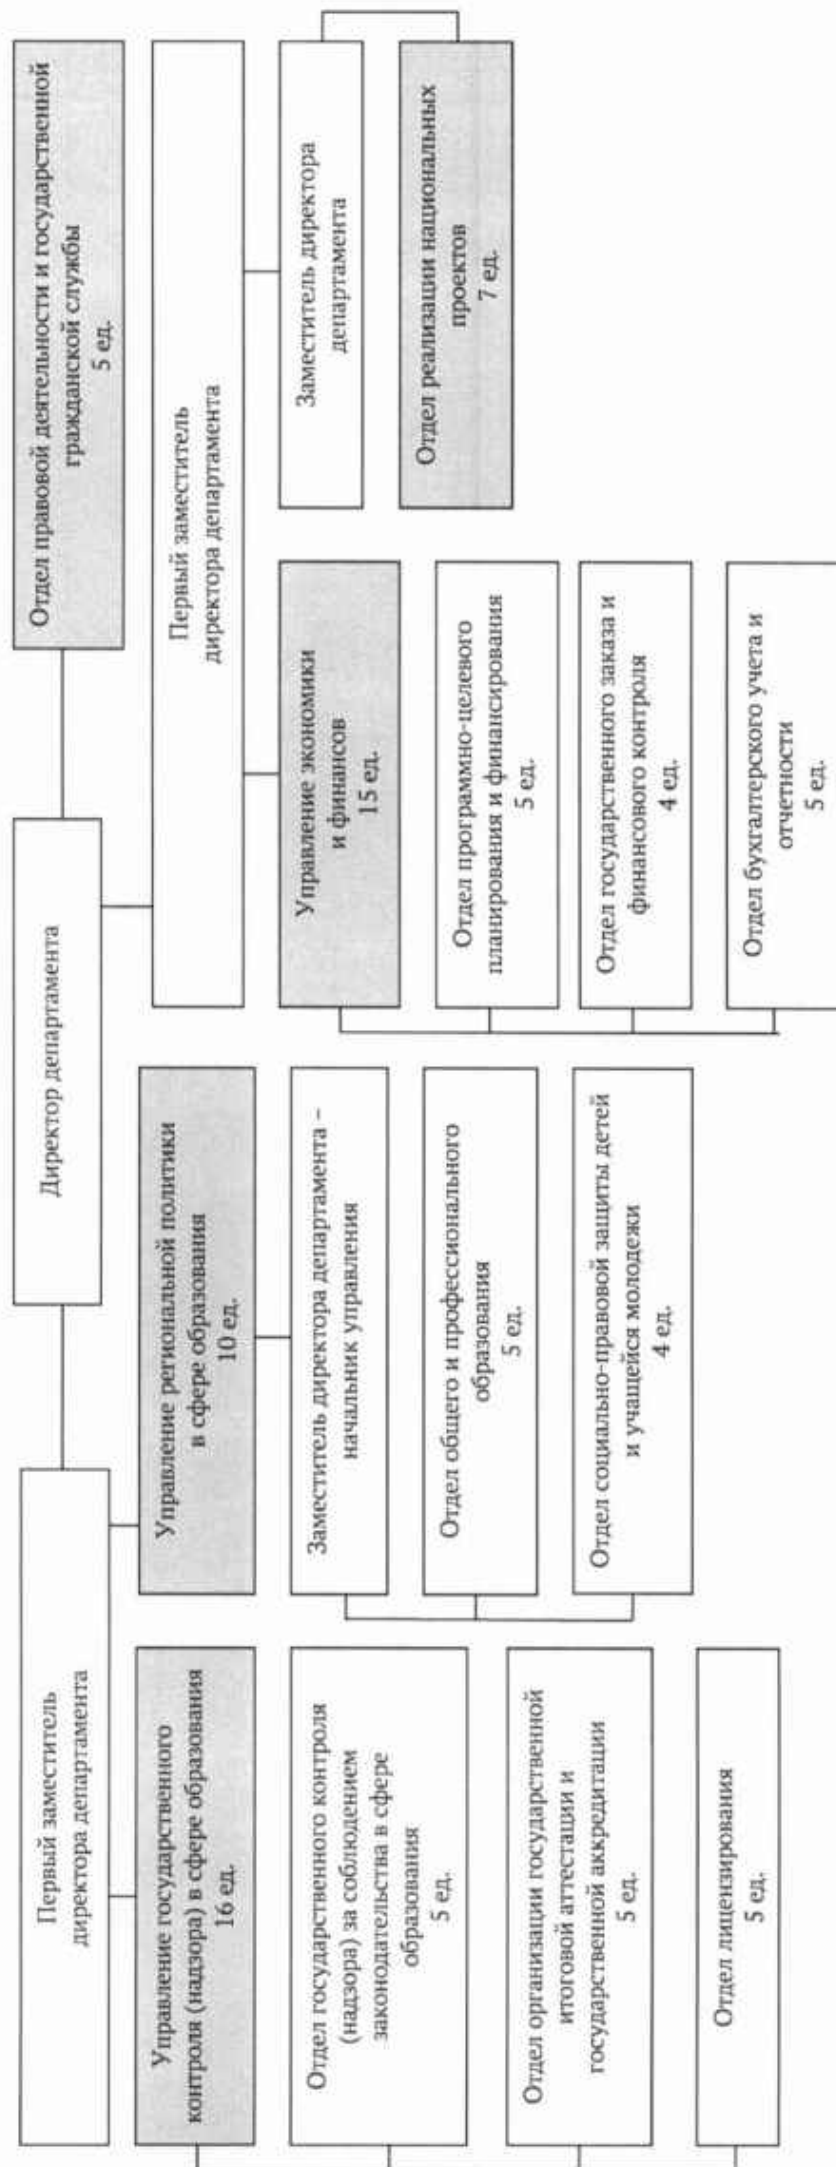 Первый заместитель
директора департамента
Директор департамента
Отдел правовой деятельности и государственной
гражданской службы
5 ед.
Первый заместитель
директора департамента
Управление государственного
контроля (надзора) в сфере образования
16 ед.
Управление региональной политики
в сфере образования
10 ед.
Управление экономики
и финансов
15 ед.
Заместитель директора
департамента
Отдел государственного контроля
(надзора) за соблюдением
законодательства в сфере
образования
5 ед.
Заместитель директора департамента –
начальник управления
Отдел программно-целевого
планирования и финансирования
5 ед.
Отдел реализации национальных
проектов
7 ед.
Отдел организации государственной
итоговой аттестации и
государственной аккредитации
5 ед.
Отдел общего и профессионального
образования
5 ед.
Отдел государственного заказа и
финансового контроля
4 ед.
Отдел лицензирования
5 ед.
Отдел социально-правовой защиты детей
и учащейся молодежи
4 ед.
Отдел бухгалтерского учета и
отчетности
5 ед.